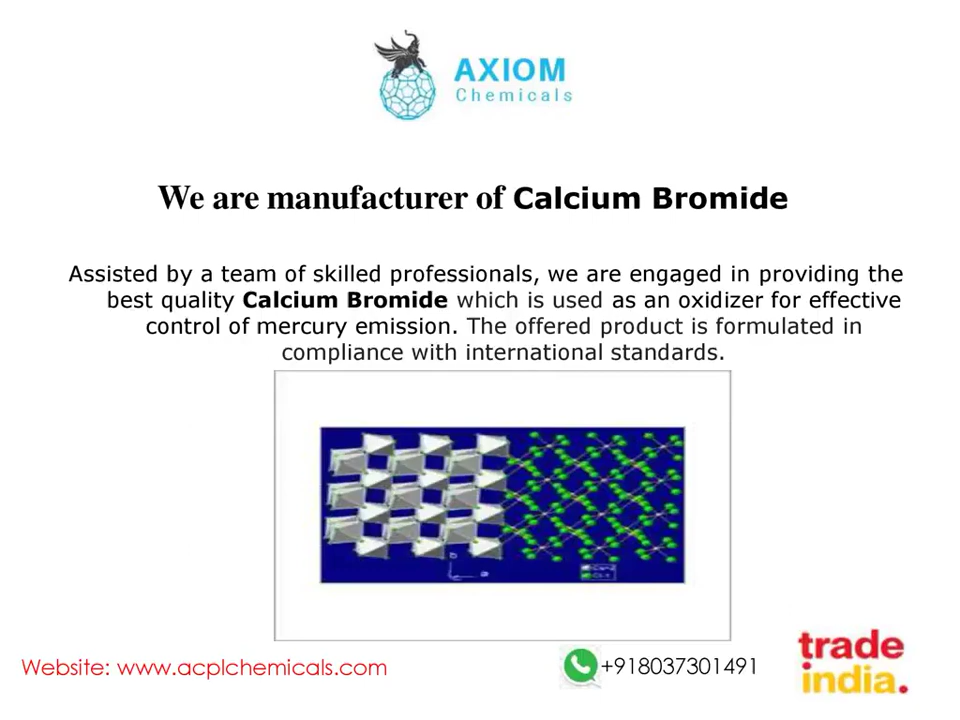 AXIOM
Chemicals
We are manufacturer of Calcium Bromide
Assisted by a team of skilled professionals, we are engaged in providing the
best quality Calcium Bromide which is used as an oxidizer for effective
control of mercury emission. The offered product is formulated in
compliance with international standards.
Website: www.acplchemicals.com
+918037301491
trade
india.